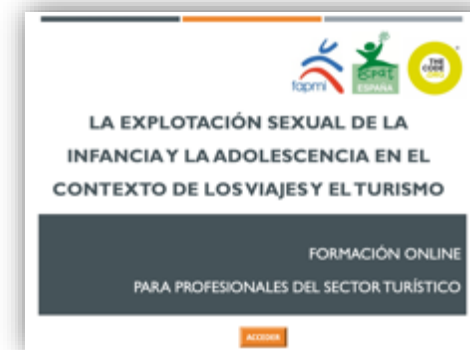 fapmi
ecpat
ESPAÑA
THE
CODE
.ORG
LA EXPLOTACIÓN SEXUAL DE LA
INFANCIA Y LA ADOLESCENCIA EN EL
CONTEXTO DE LOS VIAJES Y EL TURISMO
FORMACIÓN ONLINE
PARA PROFESIONALES DEL SECTOR TURÍSTICO
ACCEDER